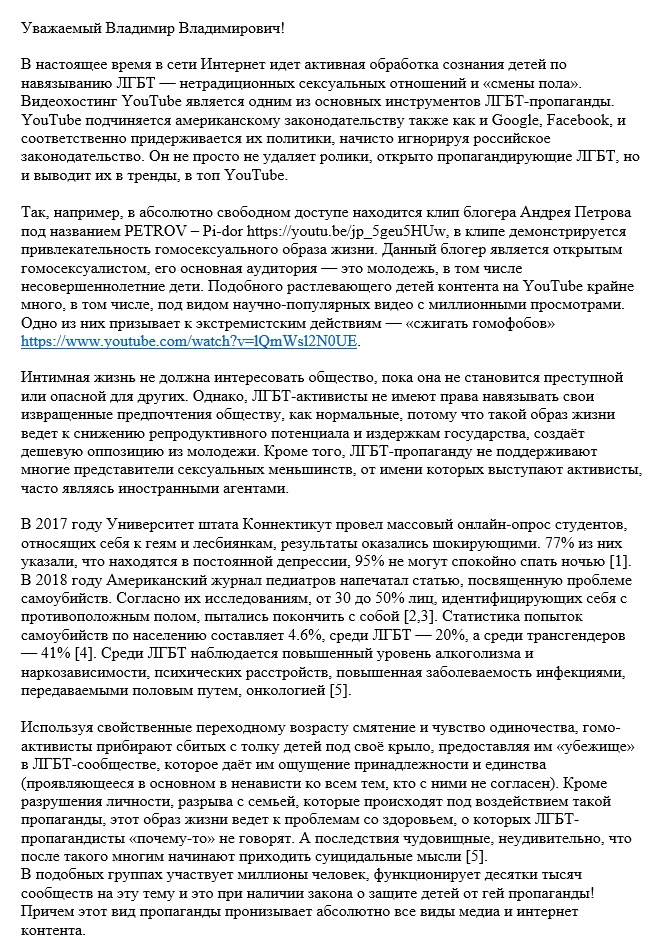 Уважаемый Владимир Владимирович!
В настоящее время в сети Интернет идет активная обработка сознания детей по
навязыванию ЛГБТ — нетрадиционных сексуальных отношений и «смены пола».
Видеохостинг YouTube является одним из основных инструментов ЛГБТ-пропаганды.
YouTube подчиняется американскому законодательству также как и Google, Facebook, и
соответственно придерживается их политики, начисто игнорируя российское
законодательство. Он не просто не удаляет ролики, открыто пропагандирующие ЛГБТ, но
и выводит их в тренды, в топ YouTube.
Так, например, в абсолютно свободном доступе находится клип блогера Андрея Петрова
под названием PETROV – Pi-dor https://youtu.be/jp_5geu5HUw, в клипе демонстрируется
привлекательность гомосексуального образа жизни. Данный блогер является открытым
гомосексуалистом, его основная аудитория — это молодежь, в том числе
несовершеннолетние дети. Подобного растлевающего детей контента на YouTube крайне
много, в том числе, под видом научно-популярных видео с миллионными просмотрами.
Одно из них призывает к экстремистским действиям — «сжигать гомофобов»
https://www.youtube.com/watch?v=lQmWsl2N0UE.
Интимная жизнь не должна интересовать общество, пока она не становится преступной
или опасной для других. Однако, ЛГБТ-активисты не имеют права навязывать свои
извращенные предпочтения обществу, как нормальные, потому что такой образ жизни
ведет к снижению репродуктивного потенциала и издержкам государства, создаёт
дешевую оппозицию из молодежи. Кроме того, ЛГБТ-пропаганду не поддерживают
многие представители сексуальных меньшинств, от имени которых выступают активисты,
часто являясь иностранными агентами.
В 2017 году Университет штата Коннектикут провел массовый онлайн-опрос студентов,
относящих себя к геям и лесбиянкам, результаты оказались шокирующими. 77% из них
указали, что находятся в постоянной депрессии, 95% не могут спокойно спать ночью [1].
В 2018 году Американский журнал педиатров напечатал статью, посвященную проблеме
самоубийств. Согласно их исследованиям, от 30 до 50% лиц, идентифицирующих себя с
противоположным полом, пытались покончить с собой [2,3]. Статистика попыток
самоубийств по населению составляет 4.6%, среди ЛГБТ — 20%, а среди трансгендеров
— 41% [4]. Среди ЛГБТ наблюдается повышенный уровень алкоголизма и
наркозависимости, психических расстройств, повышенная заболеваемость инфекциями,
передаваемыми половым путем, онкологией [5].
Используя свойственные переходному возрасту смятение и чувство одиночества, гомо-
активисты прибирают сбитых с толку детей под своё крыло, предоставляя им «убежище»
в ЛГБТ-сообществе, которое даёт им ощущение принадлежности и единства
(проявляющееся в основном в ненависти ко всем тем, кто с ними не согласен). Кроме
разрушения личности, разрыва с семьей, которые происходят под воздействием такой
пропаганды, этот образ жизни ведет к проблемам со здоровьем, о которых ЛГБТ-
пропагандисты «почему-то» не говорят. А последствия чудовищные, неудивительно, что
после такого многим начинают приходить суицидальные мысли [5].
В подобных группах участвует миллионы человек, функционирует десятки тысяч
сообществ на эту тему и это при наличии закона о защите детей от гей пропаганды!
Причем этот вид пропаганды пронизывает абсолютно все виды медиа и интернет
контента.